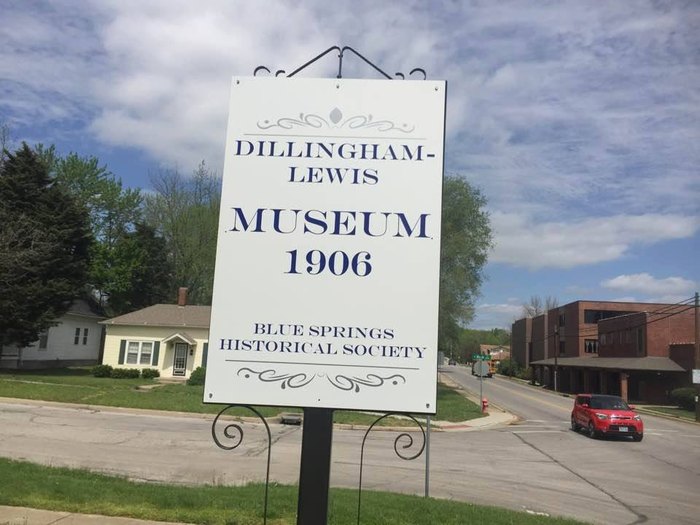 DILLINGHAM-
LEWIS
MUSEUM
1906
BLUE SPRINGS
HISTORICAL SOCIETY